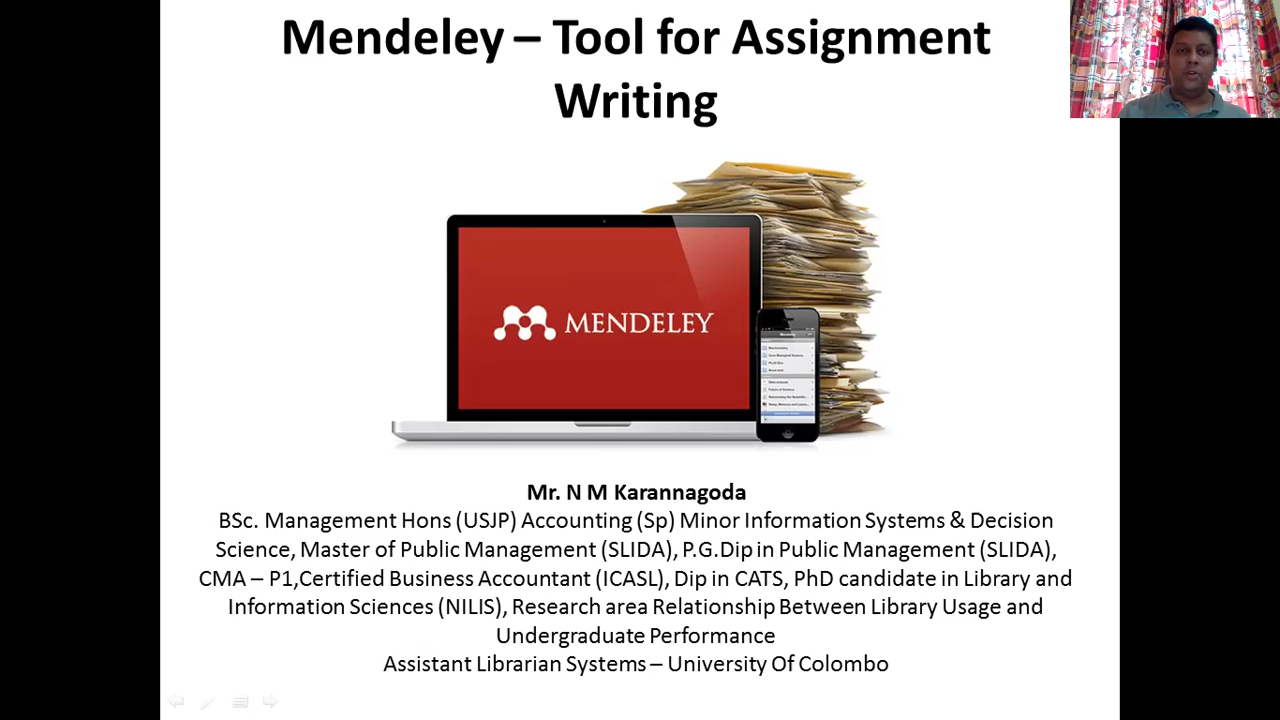 Mendeley – Tool for Assignment
Writing
MENDELEY
Mr. N M Karannagoda
BSc. Management Hons (USJP) Accounting (Sp) Minor Information Systems & Decision
Science, Master of Public Management (SLIDA), P.G.Dip in Public Management (SLIDA),
CMA – P1,Certified Business Accountant (ICASL), Dip in CATS, PhD candidate in Library and
Information Sciences (NILIS), Research area Relationship Between Library Usage and
Undergraduate Performance
Assistant Librarian Systems – University Of Colombo